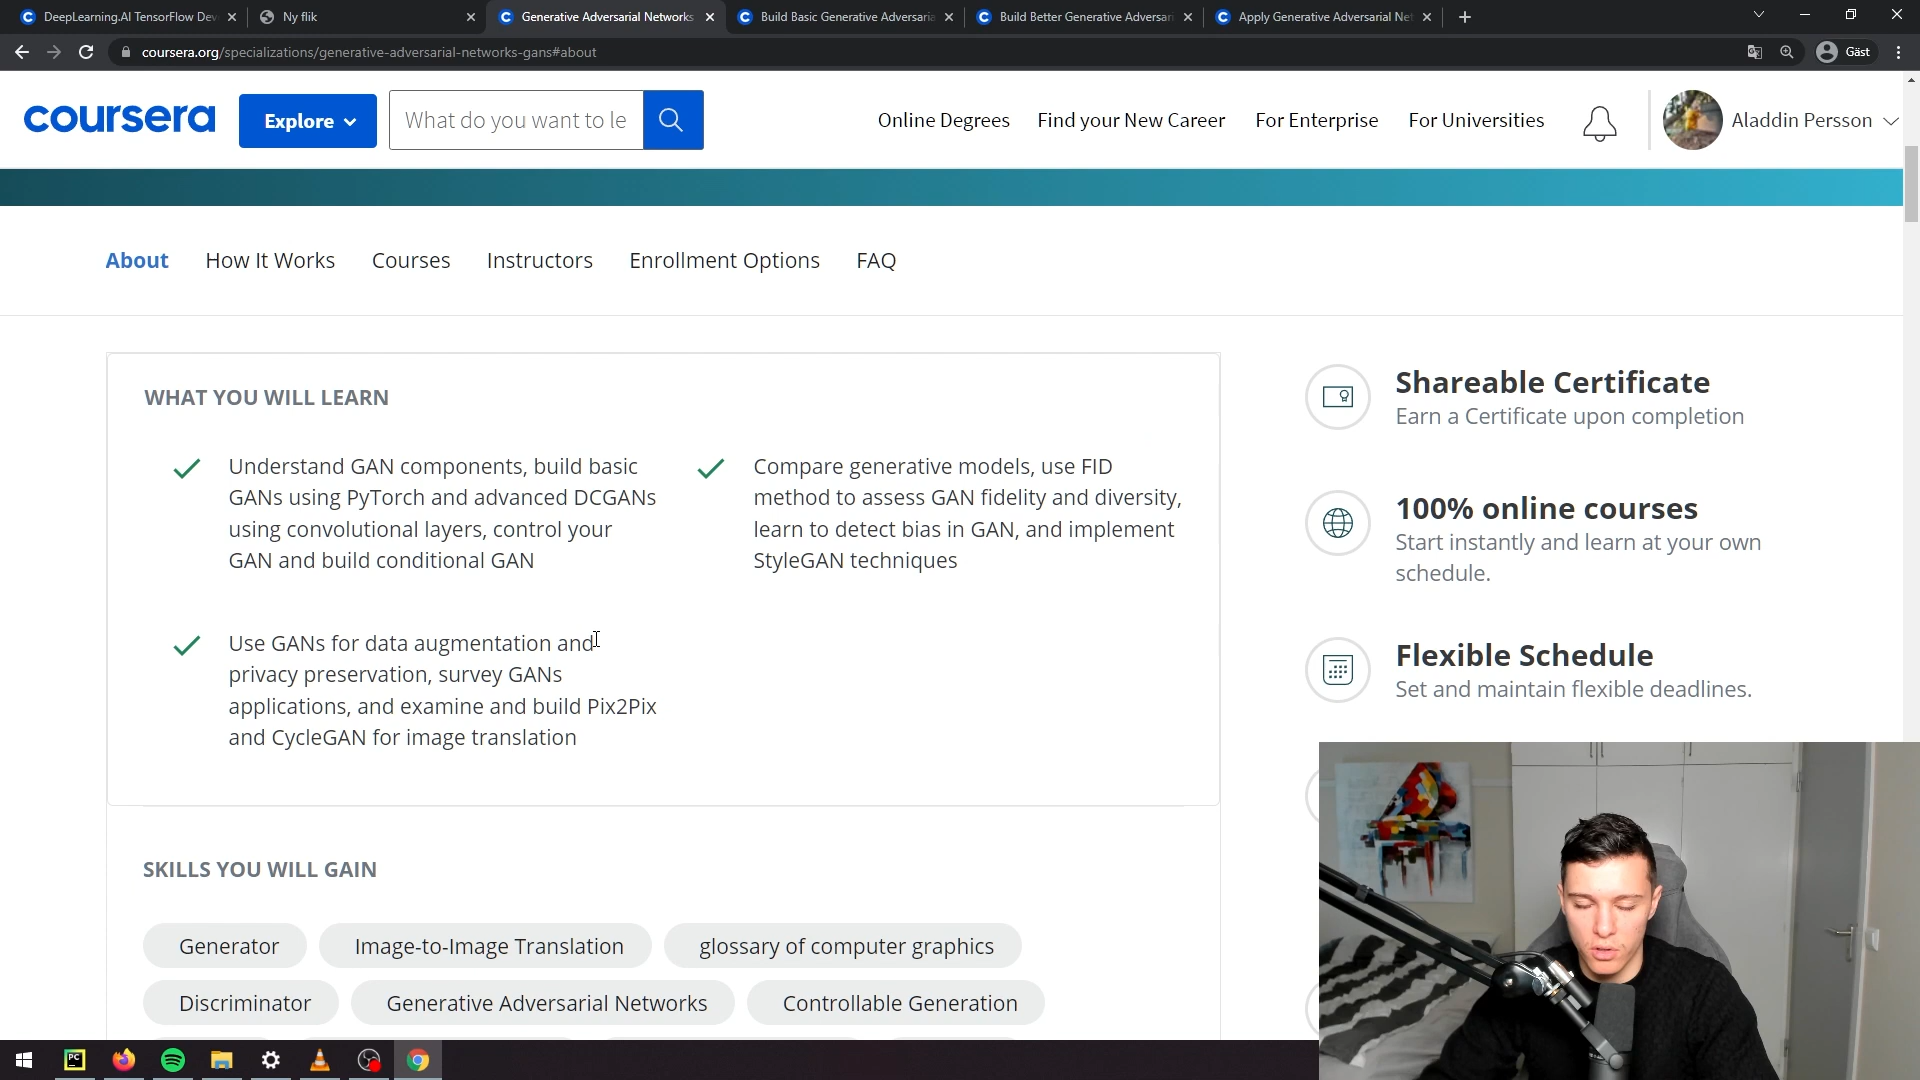 DeepLearning.AI TensorFlow Dev
Ny flik
Generative Adversarial Networks
Build Basic Generative Adversaria
Build Better Generative Adversar
Apply Generative Adversarial Net
coursera.org/specializations/generative-adversarial-networks-gans#about
Gäst
coursera
Explore
What do you want to le
Online Degrees
Find your New Career
For Enterprise
For Universities
Aladdin Persson
About
How It Works
Courses
Instructors
Enrollment Options
FAQ
WHAT YOU WILL LEARN
Understand GAN components, build basic
GANs using PyTorch and advanced DCGANs
using convolutional layers, control your
GAN and build conditional GAN
Compare generative models, use FID
method to assess GAN fidelity and diversity,
learn to detect bias in GAN, and implement
StyleGAN techniques
Use GANs for data augmentation and
privacy preservation, survey GANs
applications, and examine and build Pix2Pix
and CycleGAN for image translation
Shareable Certificate
Earn a Certificate upon completion
100% online courses
Start instantly and learn at your own
schedule.
Flexible Schedule
Set and maintain flexible deadlines.
SKILLS YOU WILL GAIN
Generator
Image-to-Image Translation
glossary of computer graphics
Discriminator
Generative Adversarial Networks
Controllable Generation
PC